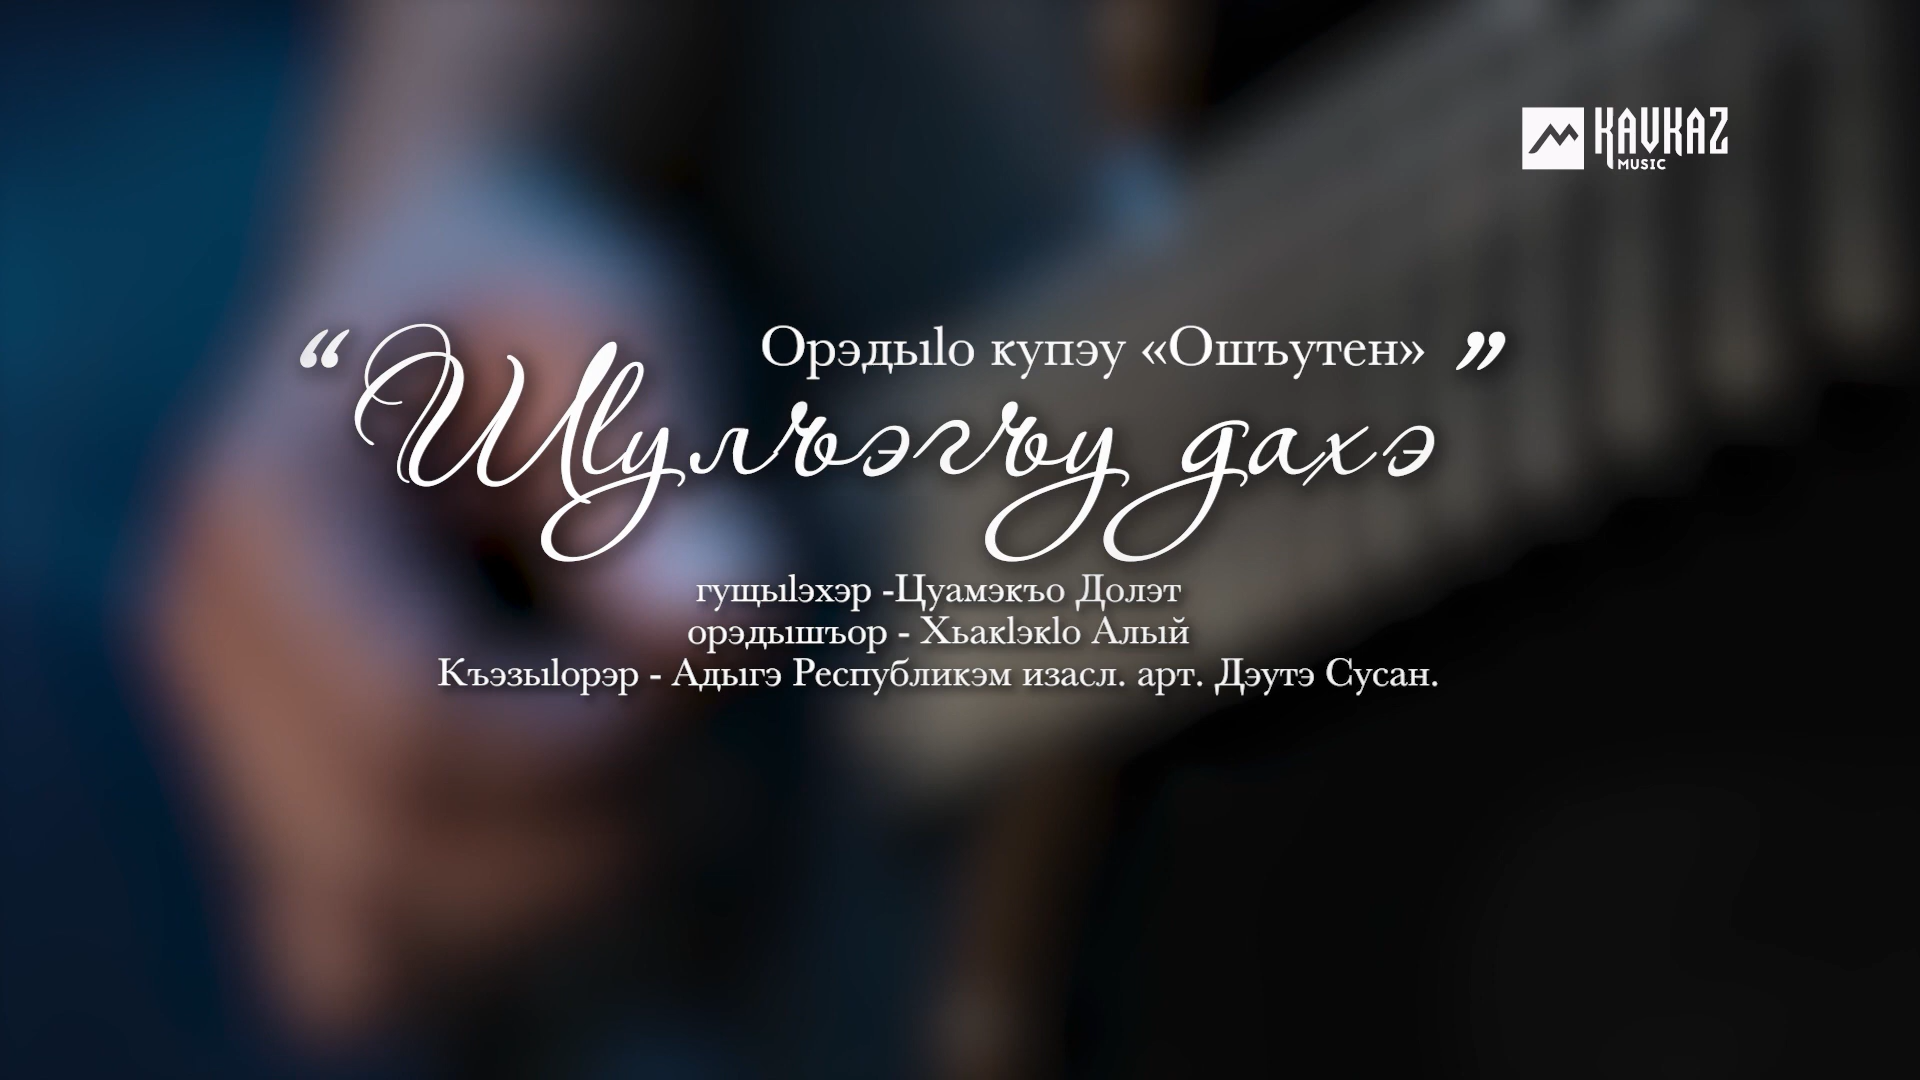 KAVKAZ
MUSIC
Орэдыlо купэу «Ошъутен»
“Шlулъэгъу дахэ”
гущыlэхэр -Цуамэкъо Долэт
орэдышъор - Хьакlэкlо Алый
Къэзыlорэр - Адыгэ Республикэм изасл. арт. Дэутэ Сусан.